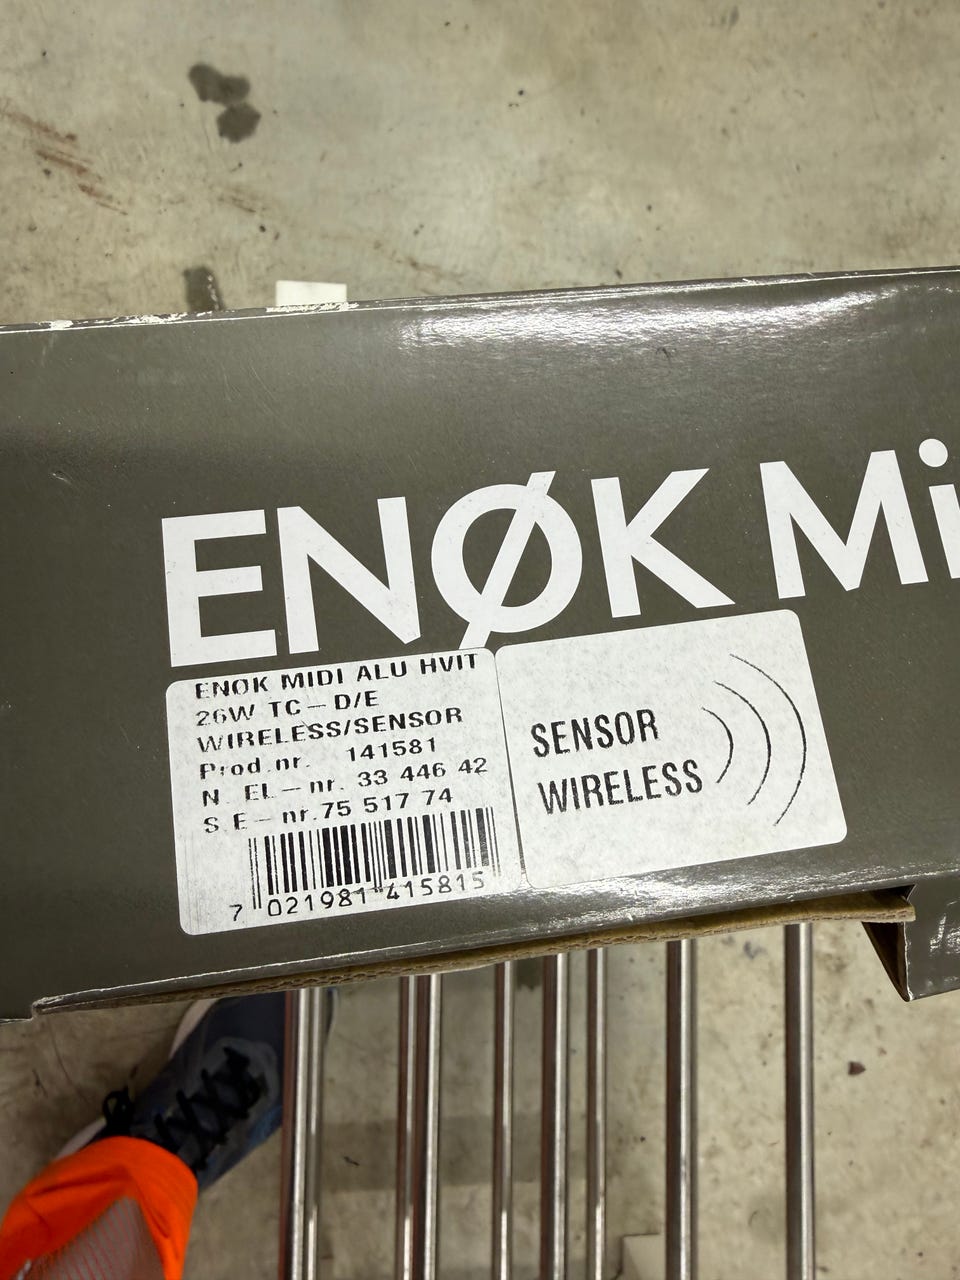 ENØK Mi
ENØK MIDI ALU HVIT
26W TC-D/E
WIRELESS/SENSOR
Prod.nr. 141581
N. EL-nr. 33 446 42
S.E-nr. 75 517 74
7 021981 415815
SENSOR
WIRELESS